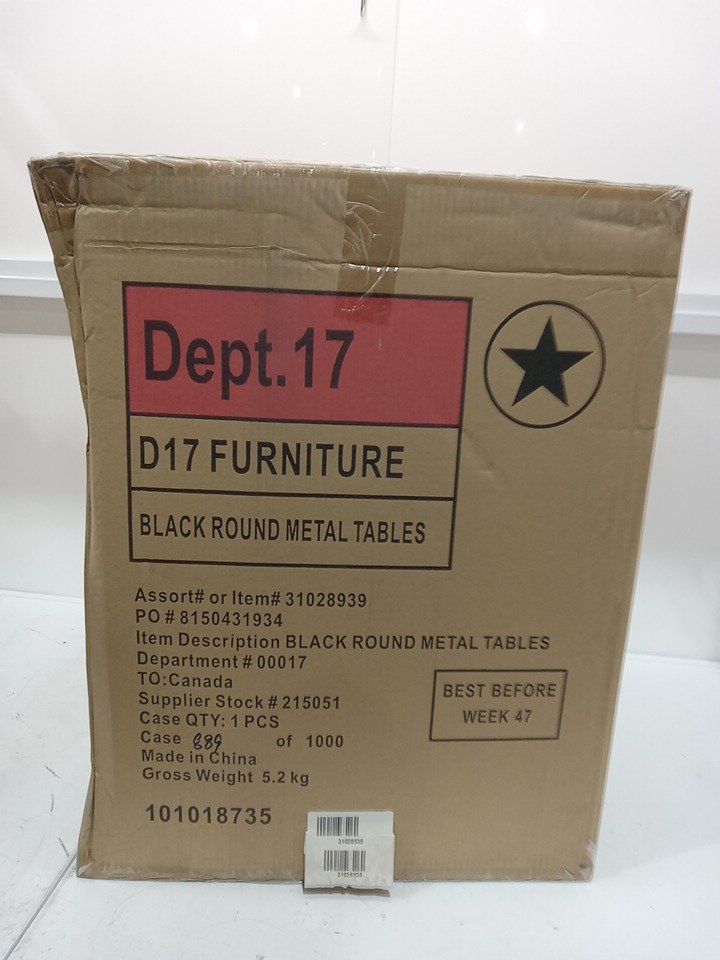 Dept.17
D17 FURNITURE
BLACK ROUND METAL TABLES
Assort# or Item# 31028939
PO # 8150431934
Item Description BLACK ROUND METAL TABLES
Department # 00017
TO:Canada
Supplier Stock # 215051
Case QTY: 1 PCS
Case 889 of 1000
Made in China
Gross Weight 5.2 kg
BEST BEFORE
WEEK 47
101018735
31028939
31028939